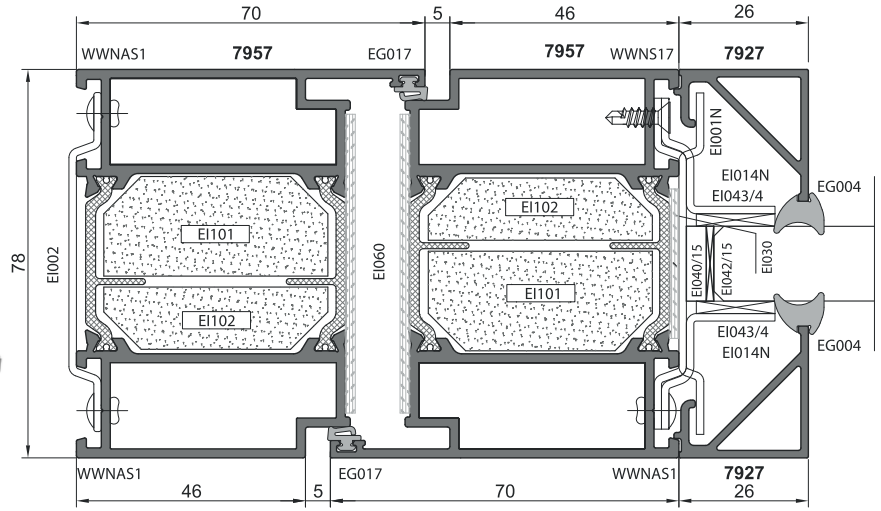 70 5 46 26
WWNAS1 7957 EG017 7957 WWNS17 7927
EI001N
EI014N
EI043/4
EG004
EI101 EI102
78
EI002
EI060
EI040/15
EI042/15
EI030
EI102 EI101
EI043/4
EI014N
EG004
WWNAS1 EG017 WWNAS1 7927
46 5 70 26